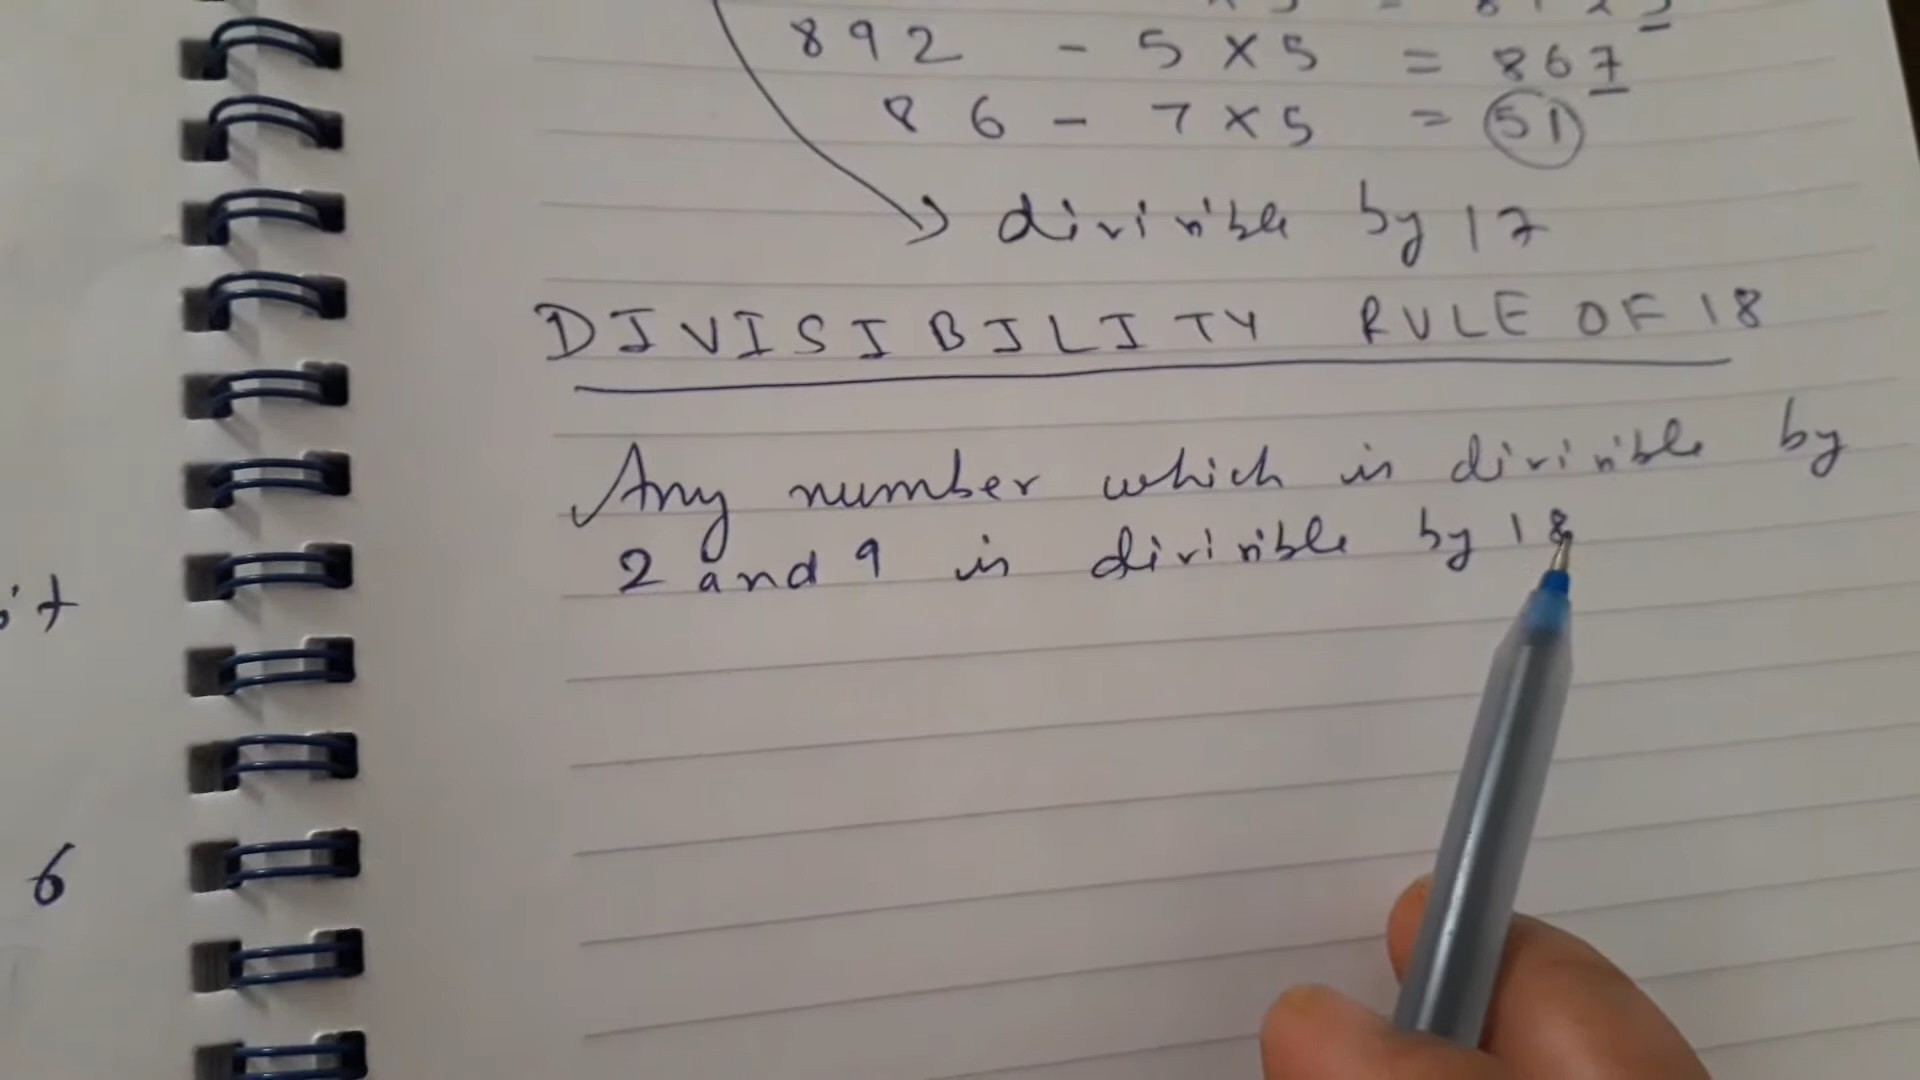 892 - 5 x 5 = 867
86 - 7 x 5 = 51
divisible by 17
DIVISIBILITY RULE OF 18
Any number which is divisible by
2 and 9 is divisible by 18
6